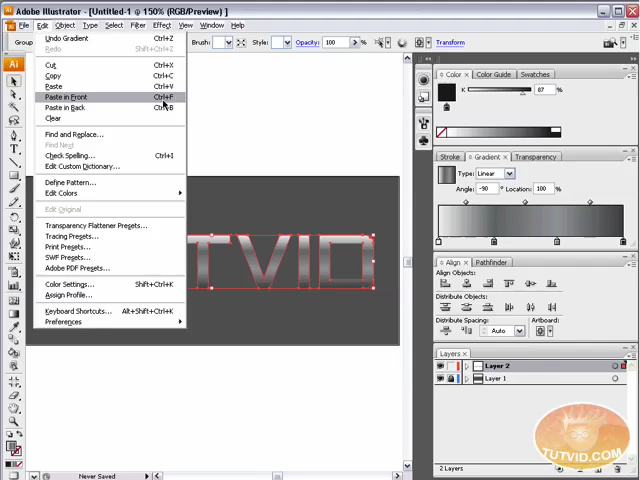 Adobe Illustrator - [Untitled-1 @ 150% (RGB/Preview) ]
File Edit Object Type Select Filter Effect View Window Help
Group Brush: Style: Opacity: 100 % Transform
Undo Gradient Ctrl+Z
Redo Shift+Ctrl+Z
Cut Ctrl+X
Copy Ctrl+C
Paste Ctrl+V
Paste in Front Ctrl+F
Paste in Back Ctrl+B
Clear
Find and Replace...
Find Next
Check Spelling... Ctrl+I
Edit Custom Dictionary...
Define Pattern...
Edit Colors
Edit Original
Transparency Flattener Presets...
Tracing Presets...
Print Presets...
SWF Presets...
Adobe PDF Presets...
Color Settings... Shift+Ctrl+K
Assign Profile...
Keyboard Shortcuts... Alt+Shift+Ctrl+K
Preferences
TVID
Never Saved
Color Color Guide Swatches
K 87 %
Stroke Gradient Transparency
Type: Linear
Angle: -90 ° Location: 100 %
Align Pathfinder
Align Objects:
Distribute Objects:
Distribute Spacing: Auto Align To:
Layers
Layer 2
Layer 1
2 Layers
TUTVID.COM
Ai